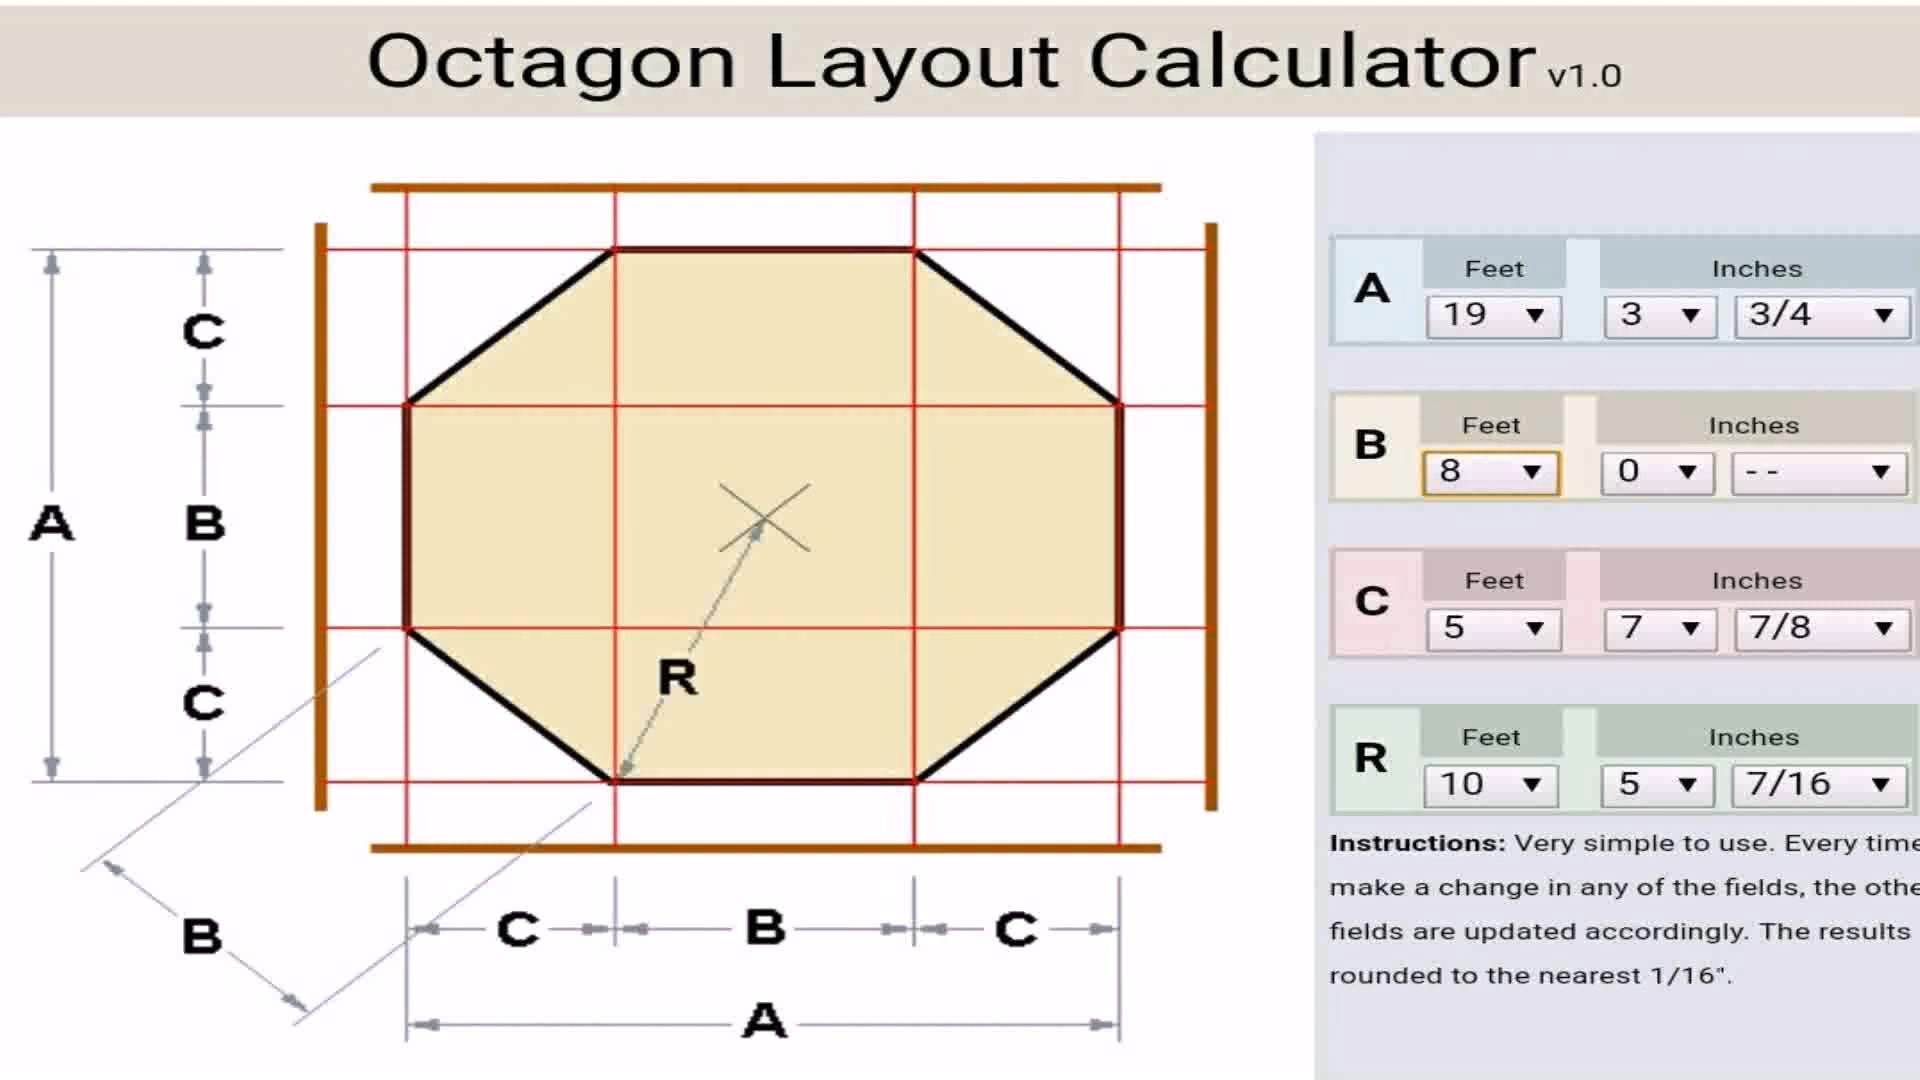 Octagon Layout Calculator v1.0
A
Feet
Inches
19 3 3/4
C
B
Feet
Inches
8 0 --
A
B
C
Feet
Inches
5 7 7/8
R
C
R
Feet
Inches
10 5 7/16
Instructions: Very simple to use. Every time
make a change in any of the fields, the othe
fields are updated accordingly. The results
rounded to the nearest 1/16".
B
C
B
C
A